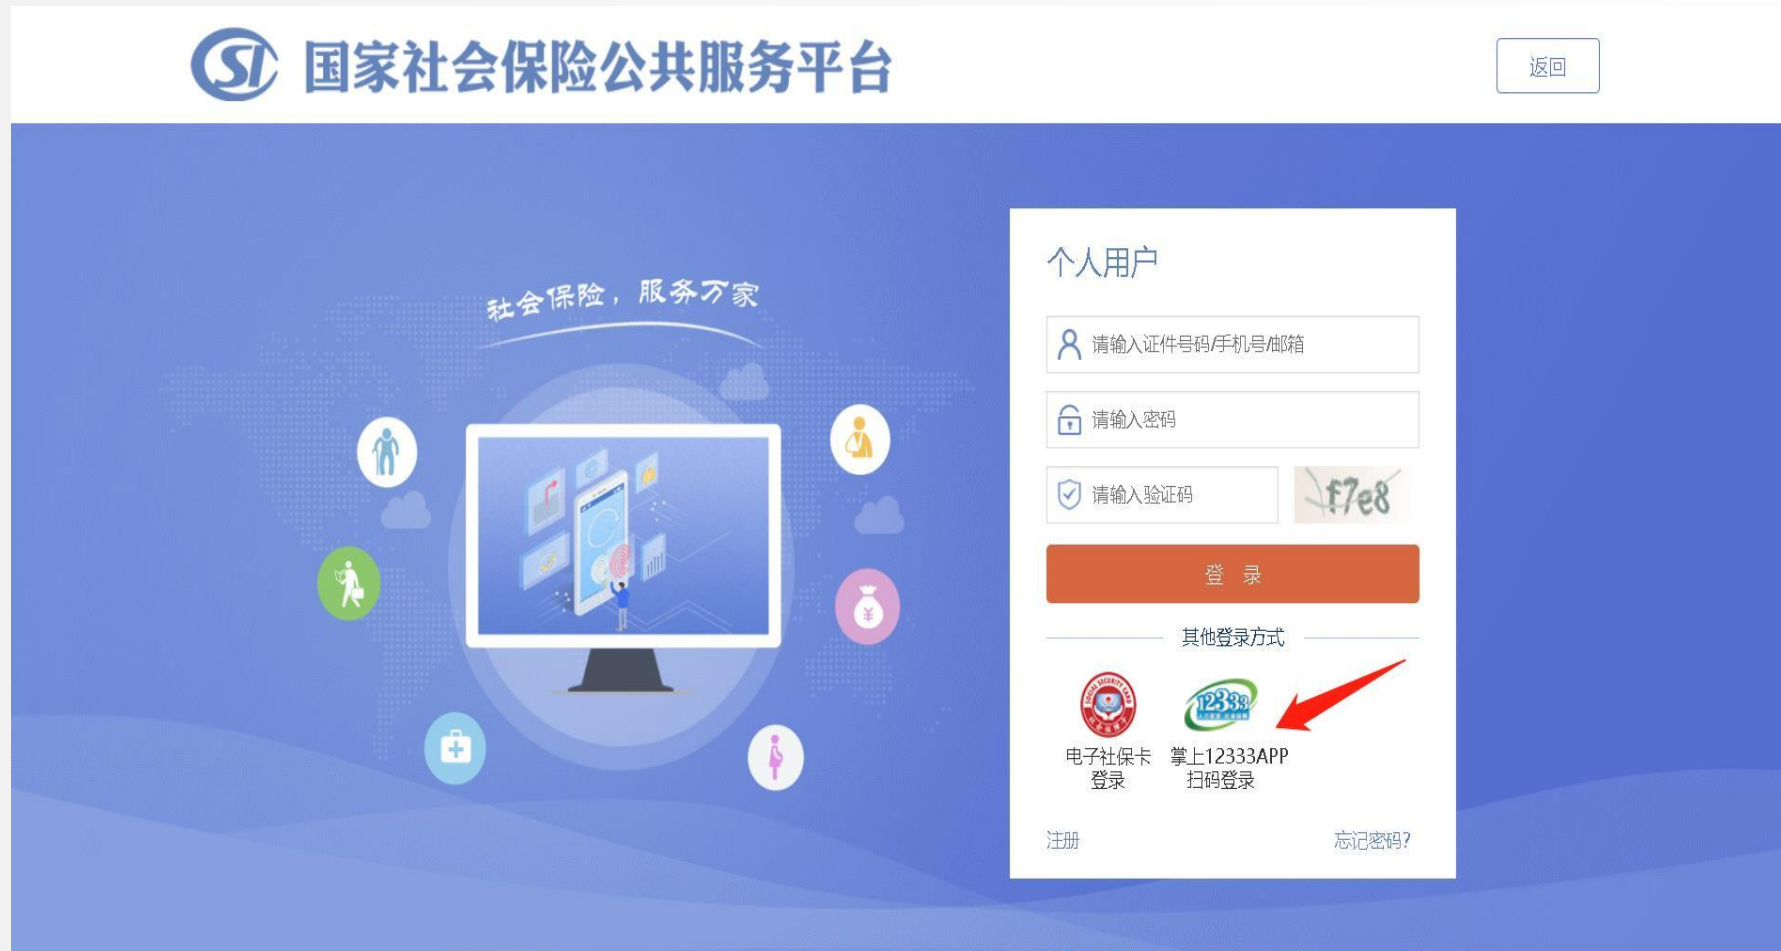 国家社会保险公共服务平台
返回
社会保险，服务万家
个人用户
请输入证件号码/手机号/邮箱
请输入密码
请输入验证码
f7e8
登 录
其他登录方式
SOCIAL SECURITY CARD
12333
电子社保卡
登录
掌上12333APP
扫码登录
注册
忘记密码?